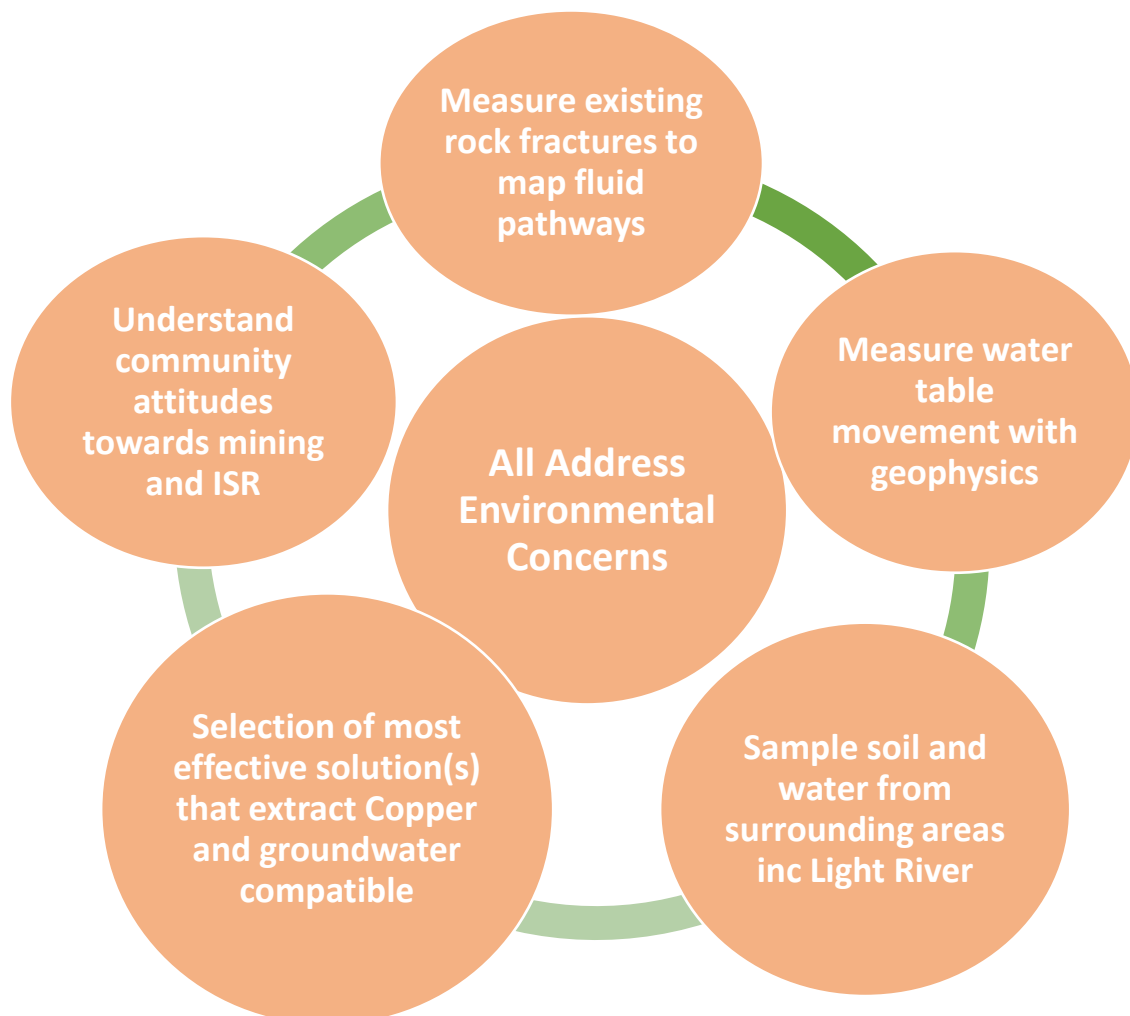 Measure existing
rock fractures to
map fluid
pathways
Measure water
table
movement with
geophysics
Sample soil and
water from
surrounding areas
inc Light River
Selection of most
effective solution(s)
that extract Copper
and groundwater
compatible
Understand
community
attitudes
towards mining
and ISR
All Address
Environmental
Concerns